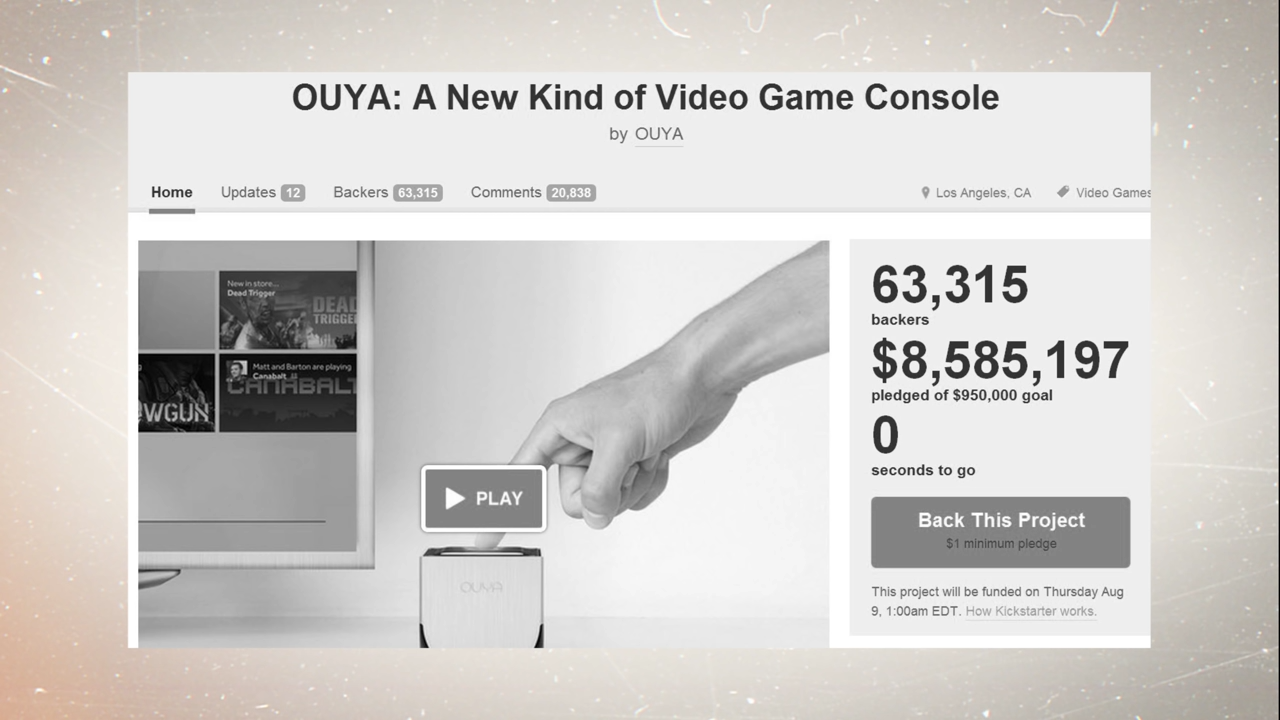 OUYA: A New Kind of Video Game Console
by OUYA
Home Updates 12 Backers 63,315 Comments 20,838
Los Angeles, CA Video Games
New in store...
Dead Trigger
DEAD
TRIGGE
Matt and Barton are playing
Canabalt
CANABALT
WGUN
PLAY
OUYA
63,315
backers
$8,585,197
pledged of $950,000 goal
0
seconds to go
Back This Project
$1 minimum pledge
This project will be funded on Thursday Aug
9, 1:00am EDT. How Kickstarter works.